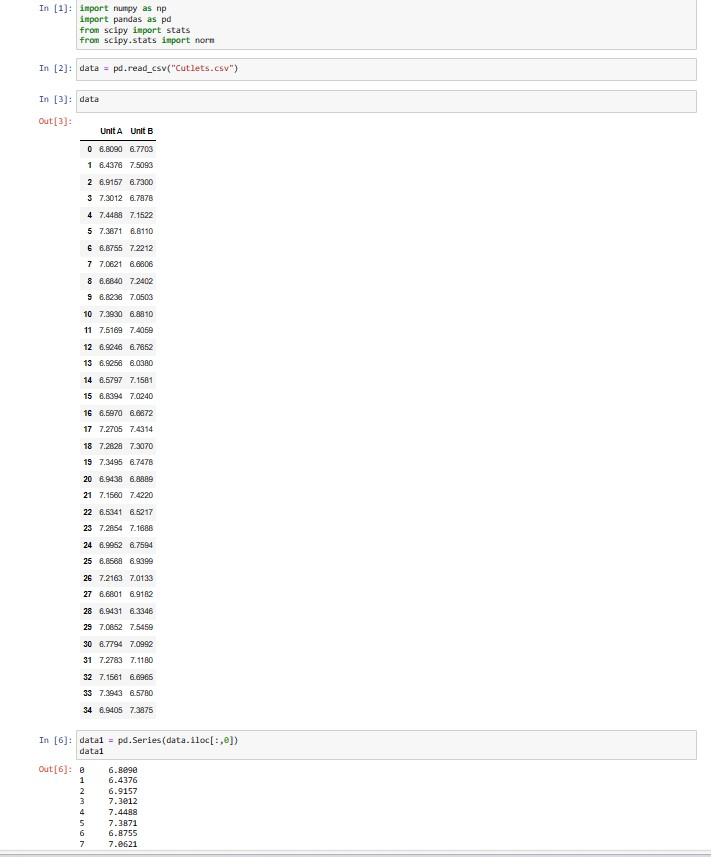 In [1]: import numpy as np
import pandas as pd
from scipy import stats
from scipy.stats import norm
In [2]: data = pd.read_csv("Cutlets.csv")
In [3]: data
Out[3]:
Unit A Unit B
0 6.8090 6.7703
1 6.4376 7.5093
2 6.9157 6.7300
3 7.3012 6.7878
4 7.4488 7.1522
5 7.3871 6.8110
6 6.8755 7.2212
7 7.0621 6.6606
8 6.6840 7.2402
9 6.8236 7.0503
10 7.3930 6.8810
11 7.5169 7.4059
12 6.9246 6.7652
13 6.9256 6.0380
14 6.5797 7.1581
15 6.8394 7.0240
16 6.5970 6.6672
17 7.2705 7.4314
18 7.2828 7.3070
19 7.3495 6.7478
20 6.9438 6.8889
21 7.1560 7.4220
22 6.5341 6.5217
23 7.2854 7.1688
24 6.9952 6.7594
25 6.8568 6.9399
26 7.2163 7.0133
27 6.6801 6.9182
28 6.9431 6.3346
29 7.0852 7.5459
30 6.7794 7.0992
31 7.2783 7.1180
32 7.1561 6.6965
33 7.3943 6.5780
34 6.9405 7.3875
In [6]: data1 = pd.Series(data.iloc[:,0])
data1
Out[6]: 0 6.8090
1 6.4376
2 6.9157
3 7.3012
4 7.4488
5 7.3871
6 6.8755
7 7.0621